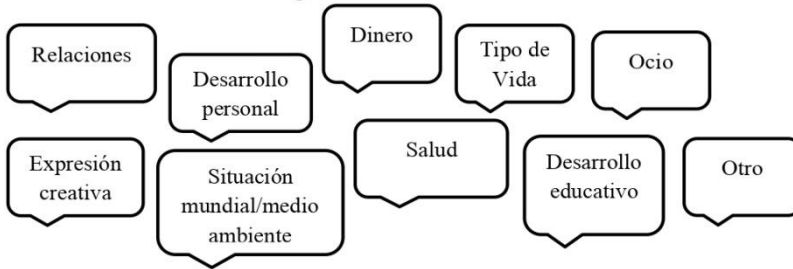 Relaciones
Desarrollo
personal
Dinero
Tipo de
Vida
Ocio
Expresión
creativa
Situación
mundial/medio
ambiente
Salud
Desarrollo
educativo
Otro